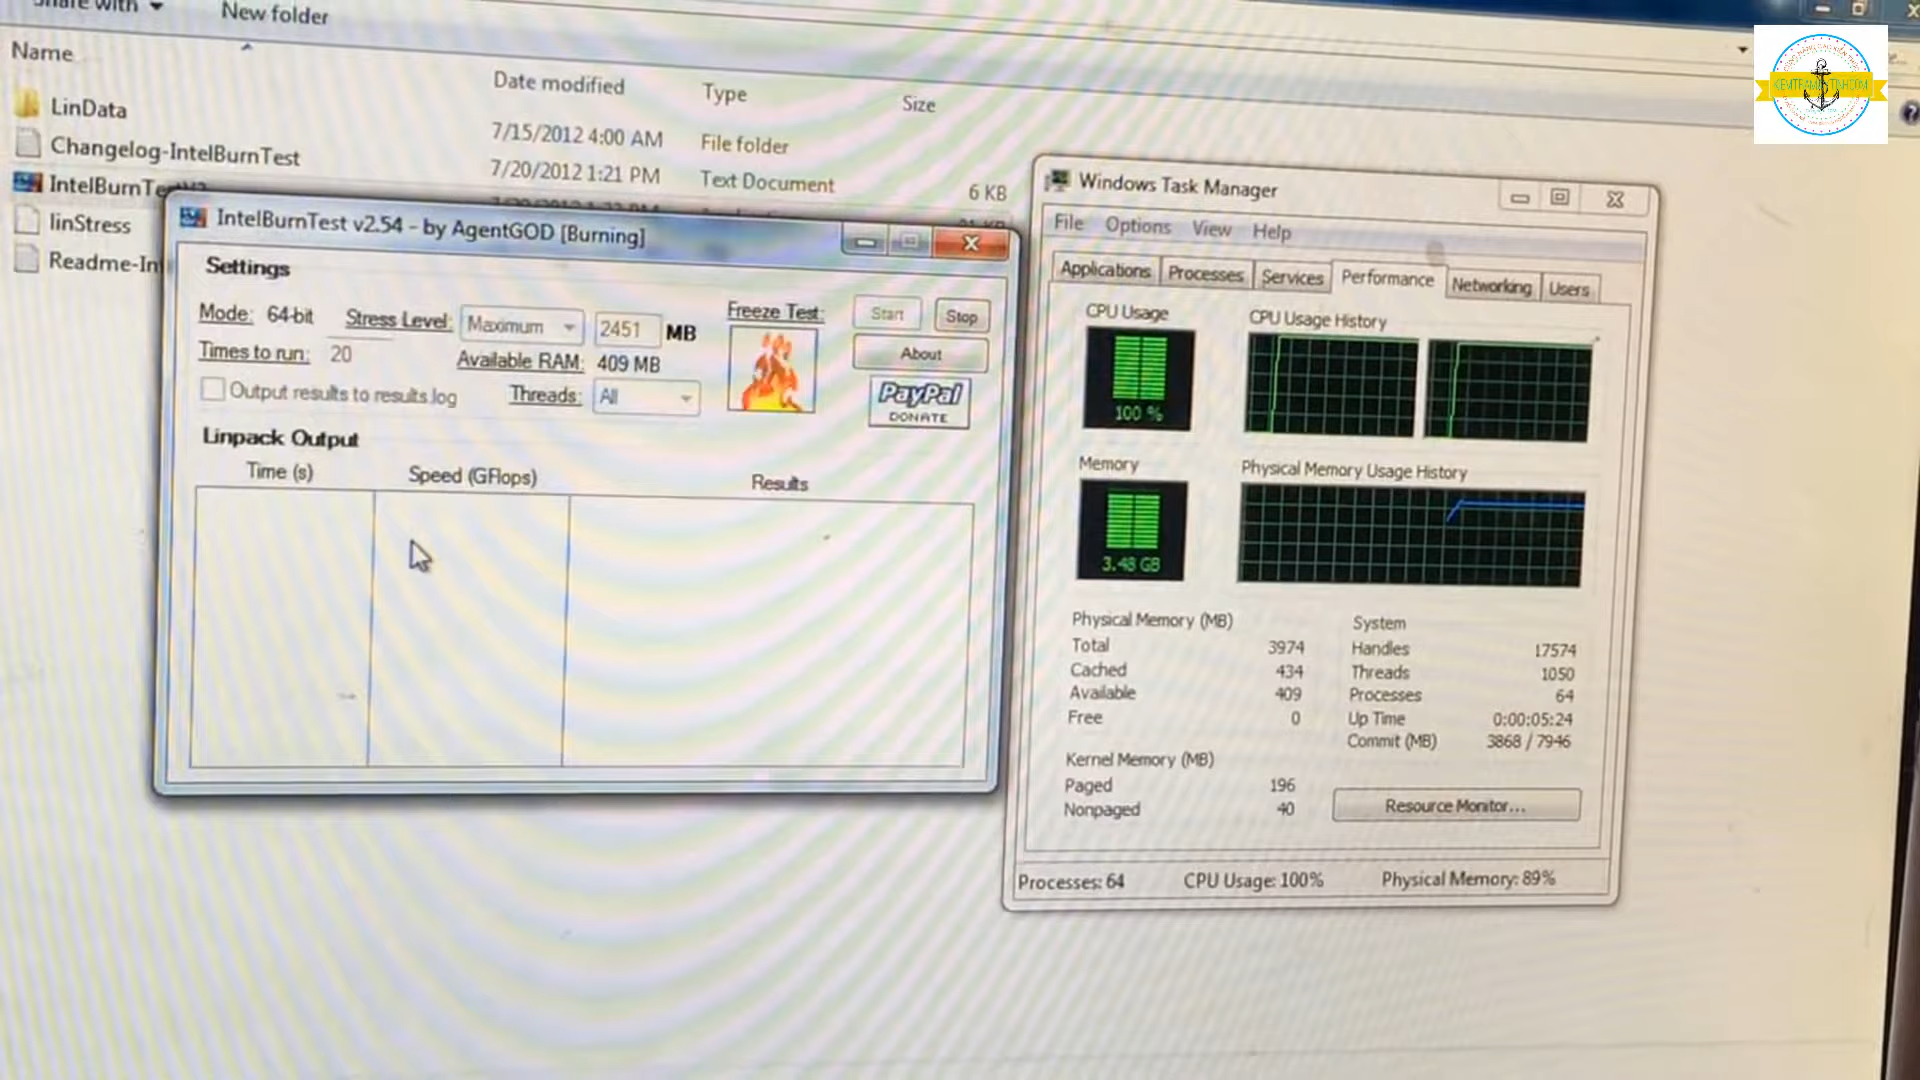 Share with
New folder
Name
Date modified
Type
Size
LinData
7/15/2012 4:00 AM
File folder
Changelog-IntelBurnTest
7/20/2012 1:21 PM
Text Document
6 KB
IntelBurnTestV2
linStress
Readme-In
IntelBurnTest v2.54 - by AgentGOD [Burning]
Settings
Mode: 64-bit
Stress Level:
Maximum
2451
MB
Freeze Test:
Start
Stop
Times to run: 20
Available RAM: 409 MB
About
Output results to results.log
Threads:
All
PayPal
DONATE
Linpack Output
Time (s)
Speed (GFlops)
Results
Windows Task Manager
File Options View Help
Applications Processes Services Performance Networking Users
CPU Usage
CPU Usage History
100 %
Memory
Physical Memory Usage History
3.48 GB
Physical Memory (MB)
Total 3974
Cached 434
Available 409
Free 0
Kernel Memory (MB)
Paged 196
Nonpaged 40
System
Handles 17574
Threads 1050
Processes 64
Up Time 0:00:05:24
Commit (MB) 3868 / 7946
Resource Monitor...
Processes: 64
CPU Usage: 100%
Physical Memory: 89%